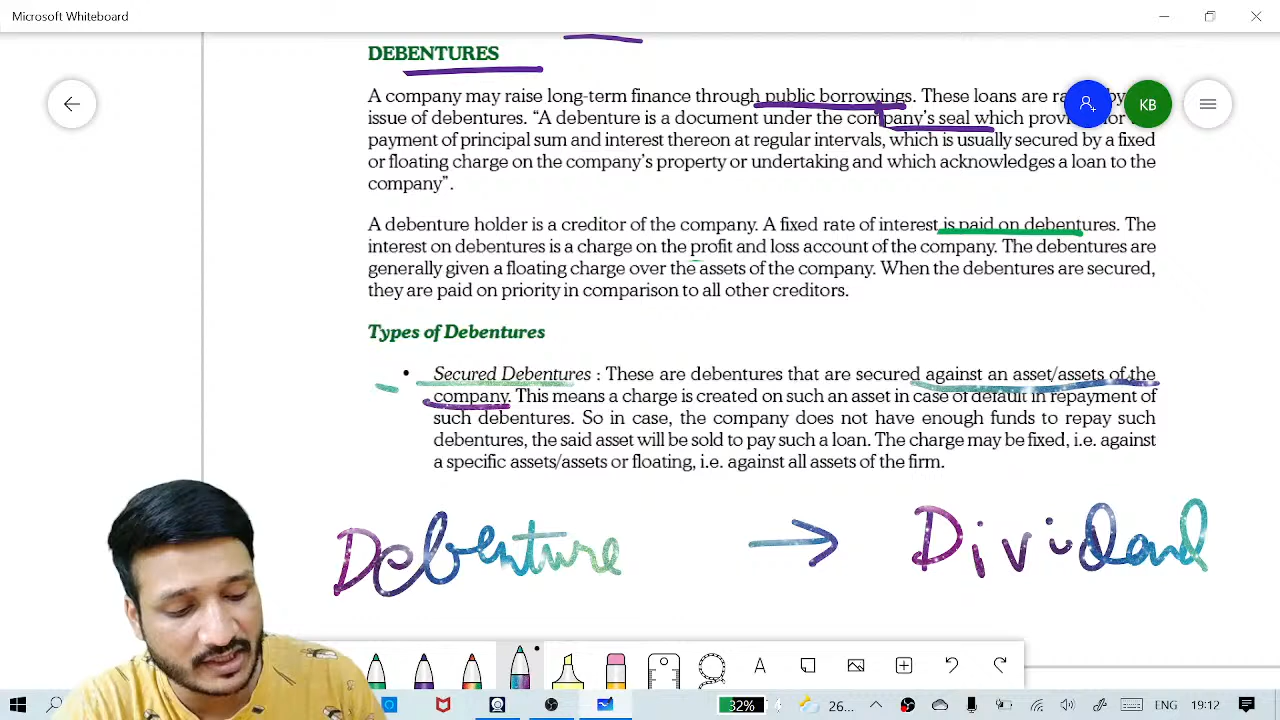 Microsoft Whiteboard
DEBENTURES
KB
A company may raise long-term finance through public borrowings. These loans are by
issue of debentures. “A debenture is a document under the company’s seal which
payment of principal sum and interest thereon at regular intervals, which is usually secured by a fixed
or floating charge on the company’s property or undertaking and which acknowledges a loan to the
company”.
A debenture holder is a creditor of the company. A fixed rate of interest is paid on debentures. The
interest on debentures is a charge on the profit and loss account of the company. The debentures are
generally given a floating charge over the assets of the company. When the debentures are secured,
they are paid on priority in comparison to all other creditors.
Types of Debentures
• Secured Debentures : These are debentures that are secured against an asset/assets of the
company. This means a charge is created on such an asset in case of default in repayment of
such debentures. So in case, the company does not have enough funds to repay such
debentures, the said asset will be sold to pay such a loan. The charge may be fixed, i.e. against
a specific assets/assets or floating, i.e. against all assets of the firm.
Debenture → Dividend
A
32% 26... ENG 19:12